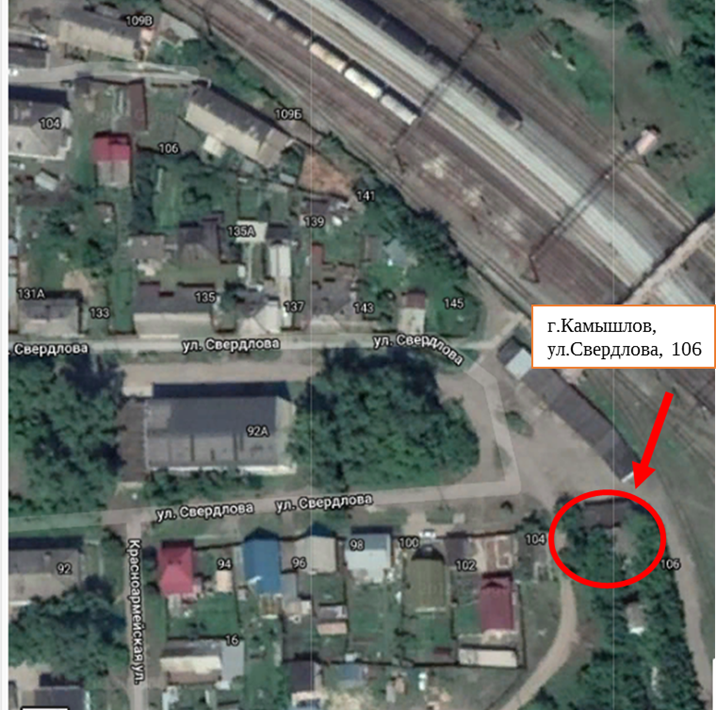 109В
104
109Б
106
141
139
135А
131А
135
137
143
145
133
г.Камышлов,
ул.Свердлова, 106
. Свердлова
ул. Свердлова
ул. Свердлова
92А
ул. Свердлова
ул. Свердлова
92
Красноармейская ул.
94
96
98
100
102
104
106
16